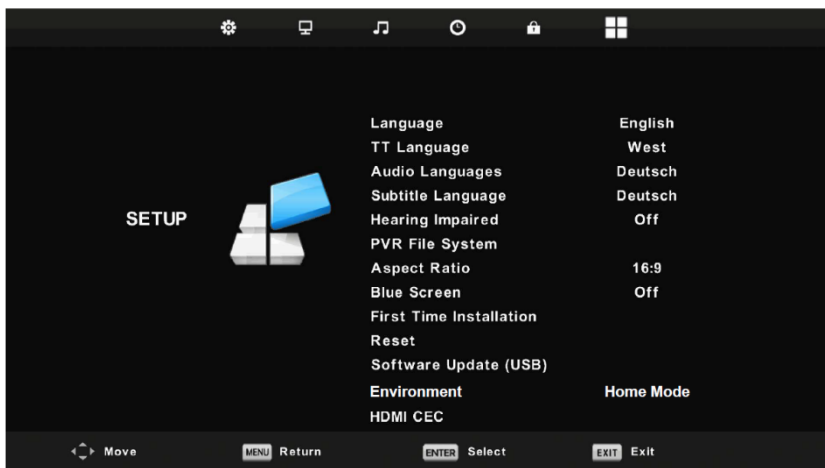 Language English
TT Language West
Audio Languages Deutsch
Subtitle Language Deutsch
SETUP
Hearing Impaired Off
PVR File System
Aspect Ratio 16:9
Blue Screen Off
First Time Installation
Reset
Software Update (USB)
Environment Home Mode
HDMI CEC
Move MENU Return ENTER Select EXIT Exit